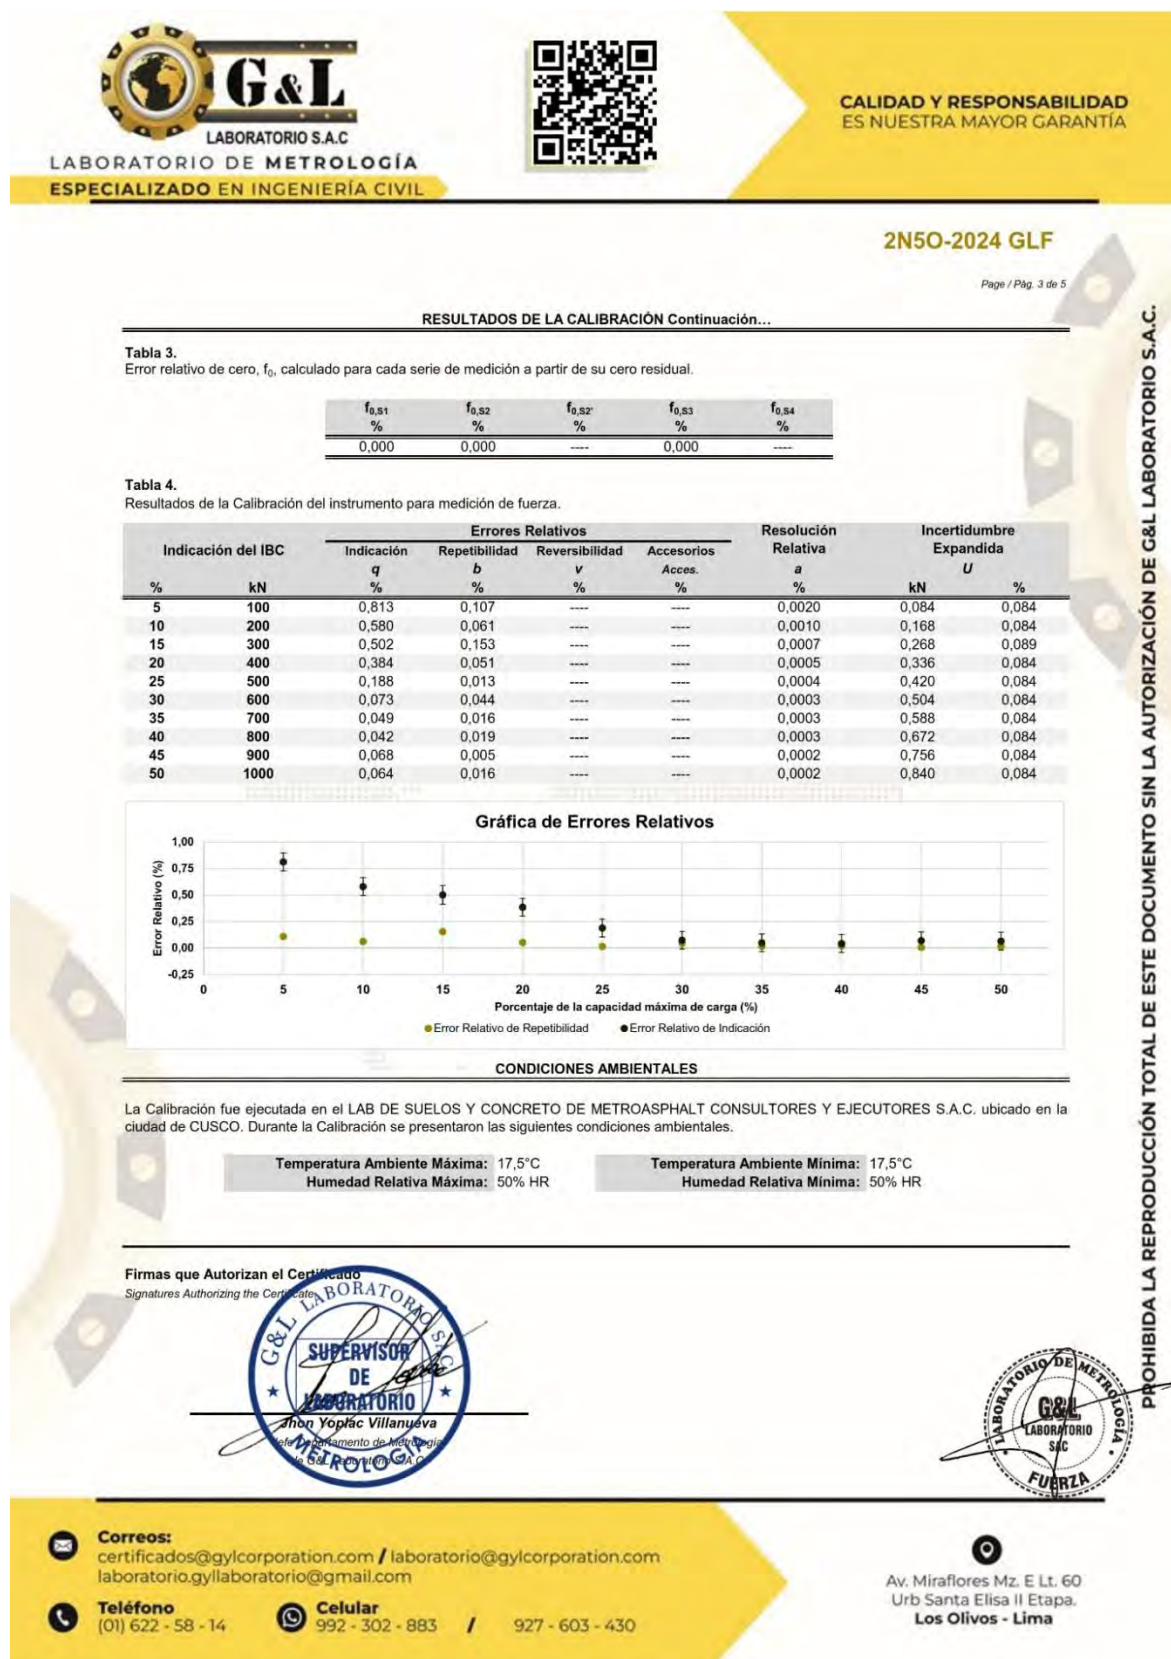 G&L
LABORATORIO S.A.C
LABORATORIO DE METROLOGÍA
ESPECIALIZADO EN INGENIERÍA CIVIL
CALIDAD Y RESPONSABILIDAD
ES NUESTRA MAYOR GARANTÍA
2N5O-2024 GLF
Page / Pàg. 3 de 5
RESULTADOS DE LA CALIBRACIÓN Continuación…
Tabla 3.
Error relativo de cero, f0, calculado para cada serie de medición a partir de su cero residual.
f0,S1 f0,S2 f0,S2' f0,S3 f0,S4
% % % % %
0,000 0,000 ---- 0,000 ----
Tabla 4.
Resultados de la Calibración del instrumento para medición de fuerza.
Indicación del IBC Errores Relativos Resolución Relativa Incertidumbre Expandida
Indicación Repetibilidad Reversibilidad Accesorios
q b v Acces. a U
% kN % % % % % kN %
5 100 0,813 0,107 ---- ---- 0,0020 0,084 0,084
10 200 0,580 0,061 ---- ---- 0,0010 0,168 0,084
15 300 0,502 0,153 ---- ---- 0,0007 0,268 0,089
20 400 0,384 0,051 ---- ---- 0,0005 0,336 0,084
25 500 0,188 0,013 ---- ---- 0,0004 0,420 0,084
30 600 0,073 0,044 ---- ---- 0,0003 0,504 0,084
35 700 0,049 0,016 ---- ---- 0,0003 0,588 0,084
40 800 0,042 0,019 ---- ---- 0,0003 0,672 0,084
45 900 0,068 0,005 ---- ---- 0,0002 0,756 0,084
50 1000 0,064 0,016 ---- ---- 0,0002 0,840 0,084
Gráfica de Errores Relativos
Error Relativo (%)
1,00
0,75
0,50
0,25
0,00
-0,25
0 5 10 15 20 25 30 35 40 45 50
Porcentaje de la capacidad máxima de carga (%)
Error Relativo de Repetibilidad Error Relativo de Indicación
CONDICIONES AMBIENTALES
La Calibración fue ejecutada en el LAB DE SUELOS Y CONCRETO DE METROASPHALT CONSULTORES Y EJECUTORES S.A.C. ubicado en la
ciudad de CUSCO. Durante la Calibración se presentaron las siguientes condiciones ambientales.
Temperatura Ambiente Máxima: 17,5°C Temperatura Ambiente Mínima: 17,5°C
Humedad Relativa Máxima: 50% HR Humedad Relativa Mínima: 50% HR
Firmas que Autorizan el Certificado
Signatures Authorizing the Certificate
G&L LABORATORIO SAC
SUPERVISOR
DE
LABORATORIO
METROLOGÍA
Jhon Yoplac Villanueva
Jefe Departamento de Metrología
de G&L Laboratorio S.A.C
LABORATORIO DE METROLOGÍA
G&L
LABORATORIO
SAC
FUERZA
PROHIBIDA LA REPRODUCCIÓN TOTAL DE ESTE DOCUMENTO SIN LA AUTORIZACIÓN DE G&L LABORATORIO S.A.C.
Correos:
certificados@gylcorporation.com / laboratorio@gylcorporation.com
laboratorio.gyllaboratorio@gmail.com
Teléfono
(01) 622 - 58 - 14
Celular
992 - 302 - 883 / 927 - 603 - 430
Av. Miraflores Mz. E Lt. 60
Urb Santa Elisa II Etapa.
Los Olivos - Lima